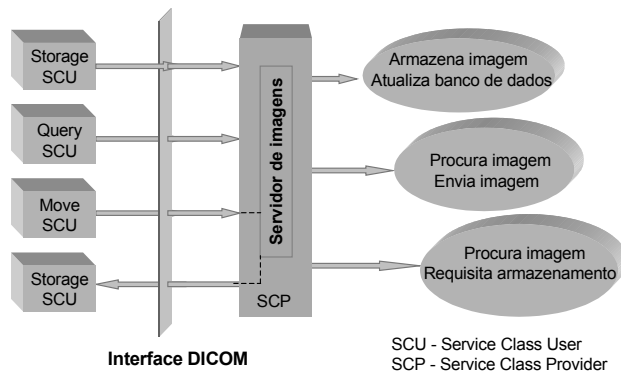 Storage
SCU
Query
SCU
Move
SCU
Storage
SCU
Interface DICOM
Servidor de imagens
SCP
Armazena imagem
Atualiza banco de dados
Procura imagem
Envia imagem
Procura imagem
Requisita armazenamento
SCU - Service Class User
SCP - Service Class Provider